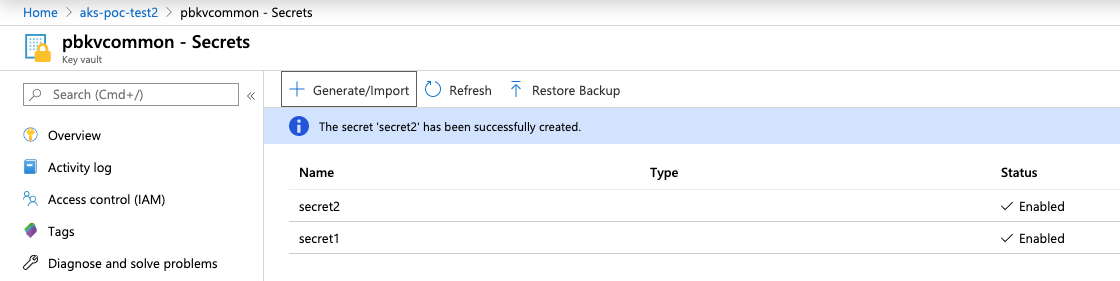 Home > aks-poc-test2 > pbkvcommon - Secrets
pbkvcommon - Secrets
Key vault
Search (Cmd+/)
«
Generate/Import
Refresh
Restore Backup
The secret 'secret2' has been successfully created.
Overview
Activity log
Access control (IAM)
Tags
Diagnose and solve problems
Name Type Status
secret2 Enabled
secret1 Enabled